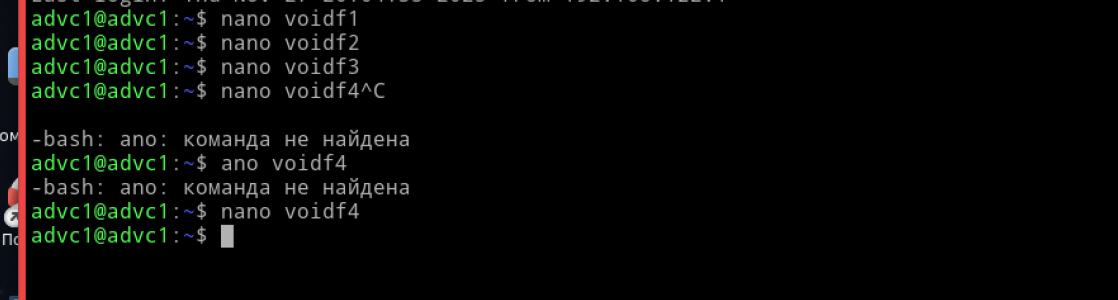 advc1@advc1:~$ nano voidf1
advc1@advc1:~$ nano voidf2
advc1@advc1:~$ nano voidf3
advc1@advc1:~$ nano voidf4^C
-bash: ano: команда не найдена
advc1@advc1:~$ ano voidf4
-bash: ano: команда не найдена
advc1@advc1:~$ nano voidf4
advc1@advc1:~$